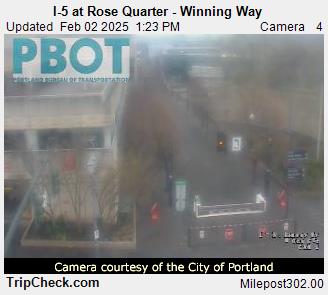 I-5 at Rose Quarter - Winning Way
Updated Feb 02 2025 1:23 PM Camera 4
PBOT
PORTLAND BUREAU OF TRANSPORTATION
Camera courtesy of the City of Portland
TripCheck.com Milepost302.00